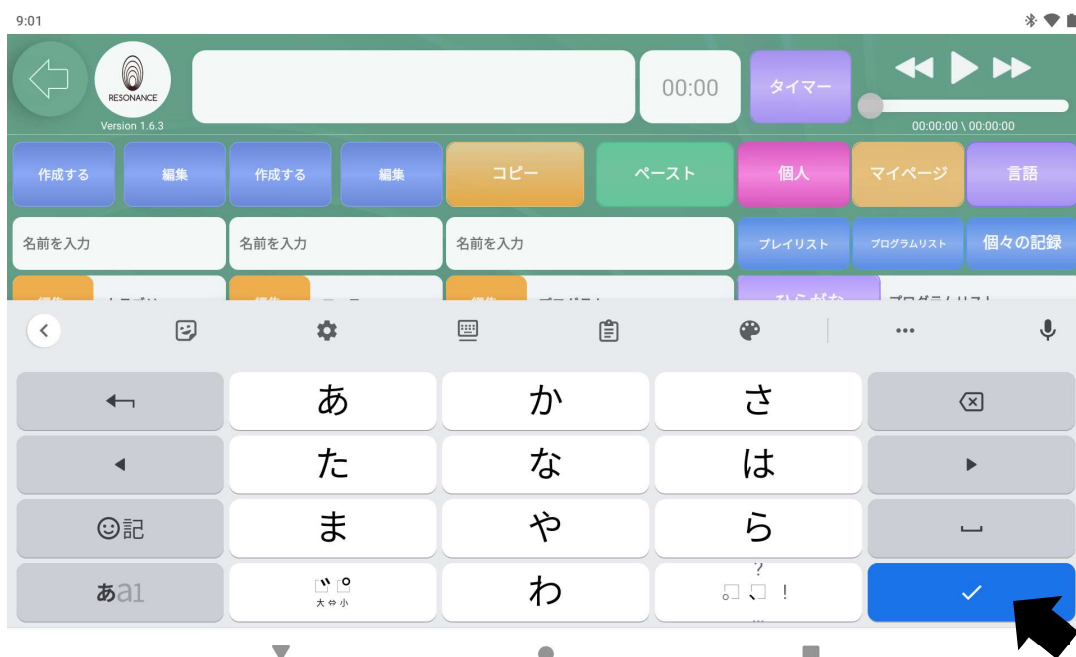 9:01
RESONANCE
Version 1.6.3
00:00
タイマー
00:00:00 \ 00:00:00
作成する 編集 作成する 編集 コピー ペースト 個人 マイページ 言語
名前を入力 名前を入力 名前を入力 プレイリスト プログラムリスト 個々の記録
あ か さ
た な は
記 ま や ら ?
あa1 大⇔小 わ 。、!
…